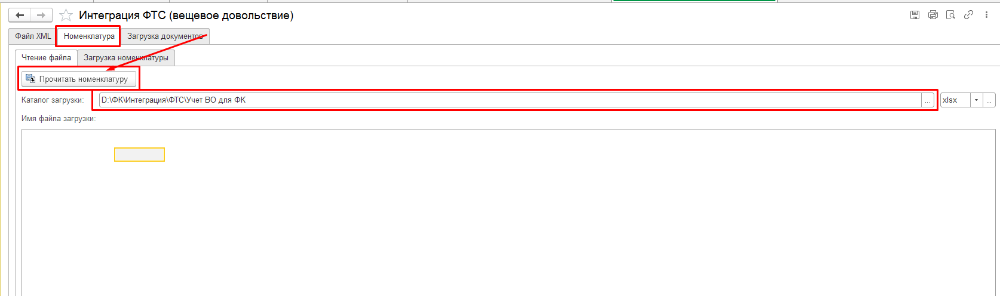 Интеграция ФТС (вещевое довольствие)
Файл XML Номенклатура Загрузка документов
Чтение файла Загрузка номенклатуры
Прочитать номенклатуру
Каталог загрузки: D:\ФК\Интеграция\ФТС\Учет ВО для ФК ... xlsx ...
Имя файла загрузки: